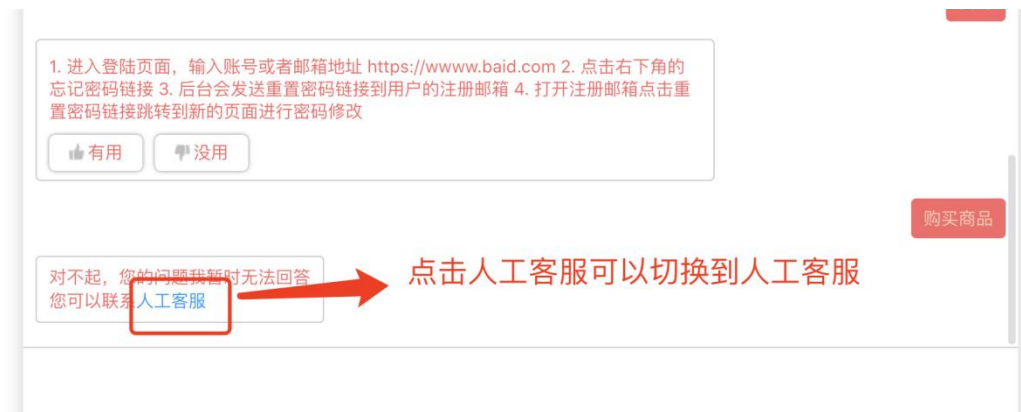 1. 进入登陆页面，输入账号或者邮箱地址 https://wwww.baid.com 2. 点击右下角的
忘记密码链接 3. 后台会发送重置密码链接到用户的注册邮箱 4. 打开注册邮箱点击重
置密码链接跳转到新的页面进行密码修改
有用
没用
购买商品
对不起，您的问题我暂时无法回答
您可以联系人工客服
点击人工客服可以切换到人工客服